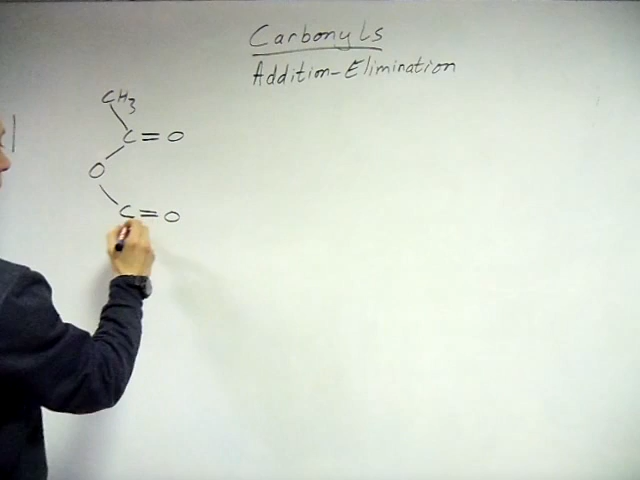 Carbonyls
Addition-Elimination
CH3
C=O
O
C=O